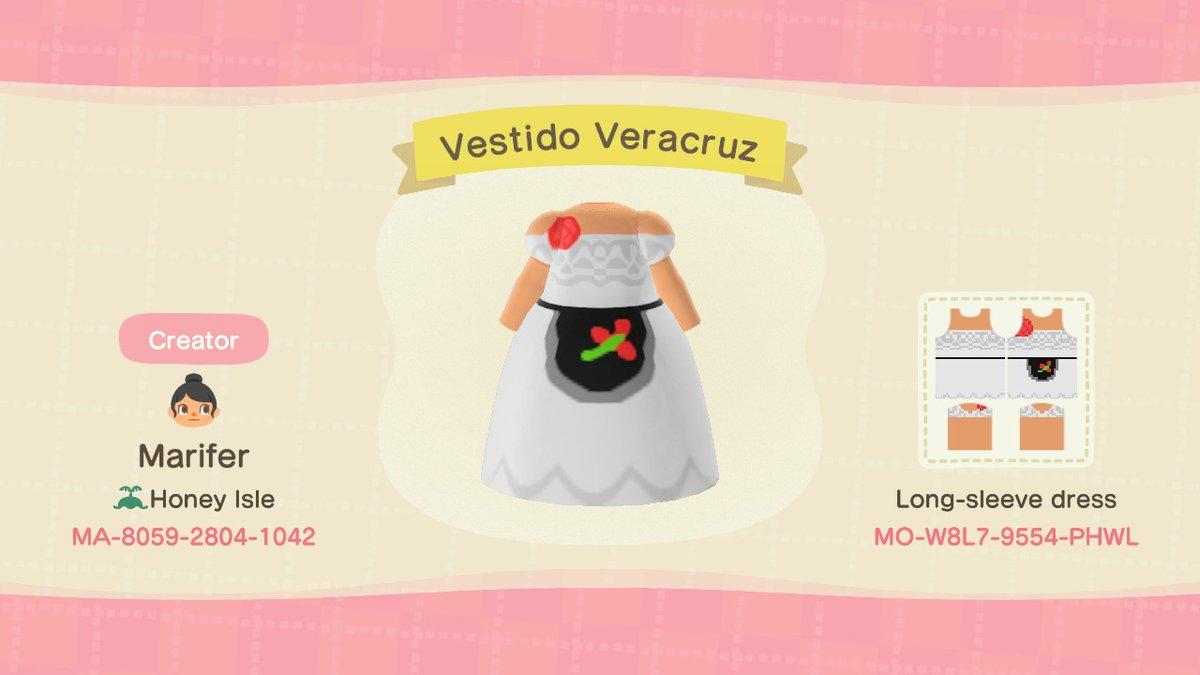 Vestido Veracruz
Creator
Marifer
Honey Isle
MA-8059-2804-1042
Long-sleeve dress
MO-W8L7-9554-PHWL